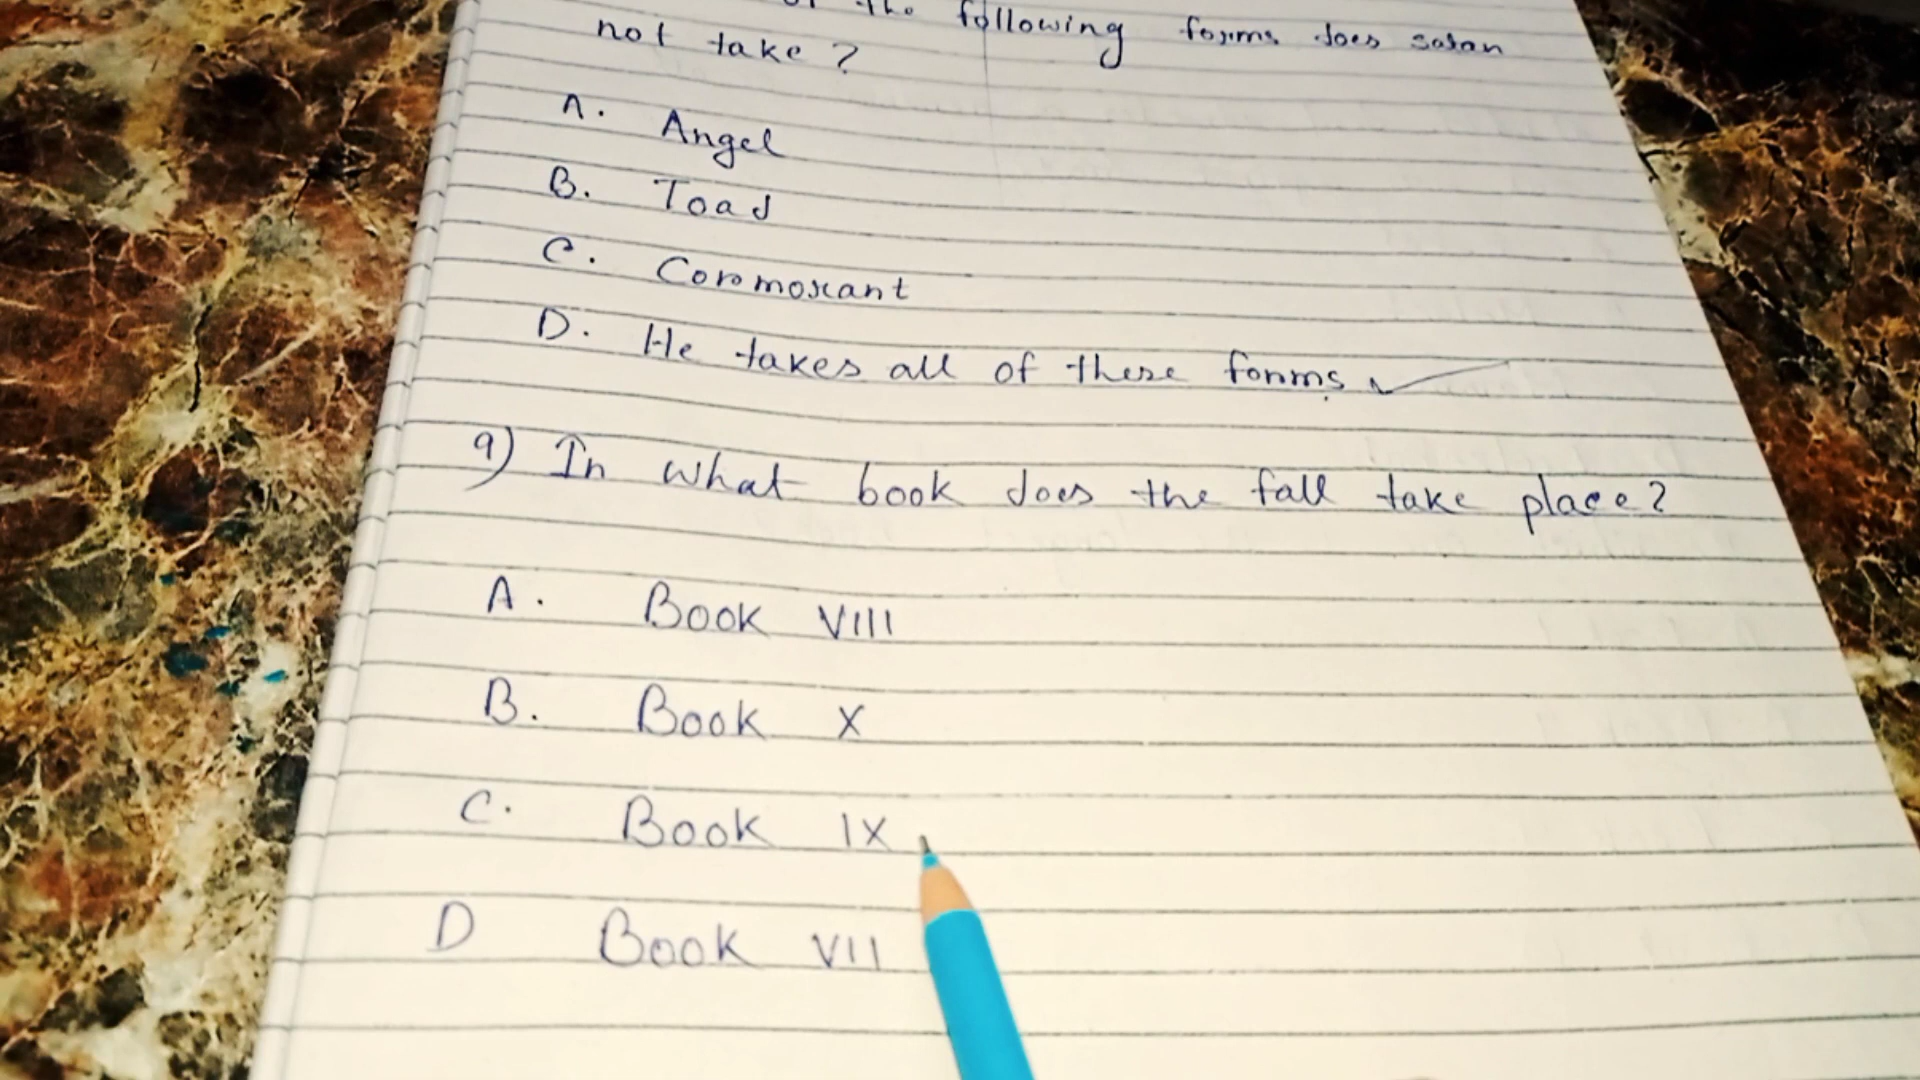 the following forms does satan
not take?
A. Angel
B. Toad
C. Cormorant
D. He takes all of these forms ✓
9) In what book does the fall take place?
A. Book VIII
B. Book X
C. Book IX
D Book VII